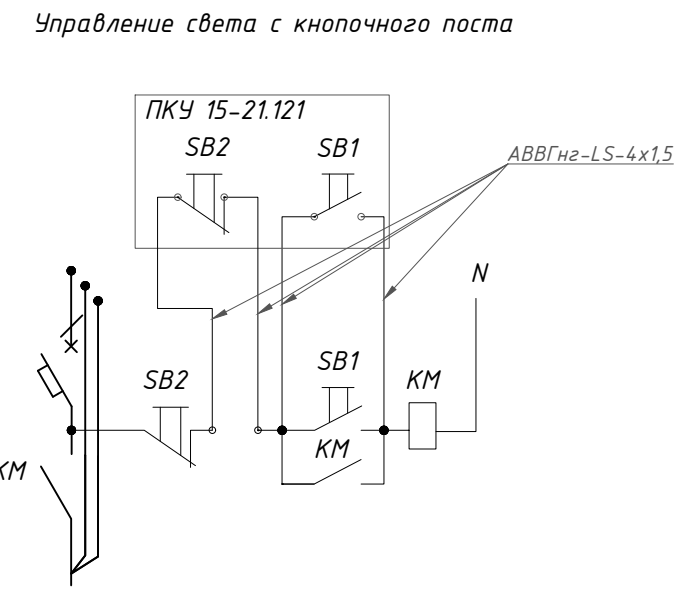 Управление света с кнопочного поста
ПКУ 15-21.121
SB2
SB1
АВВГнг-LS-4х1,5
N
SB2
SB1
КМ
КМ
КМ